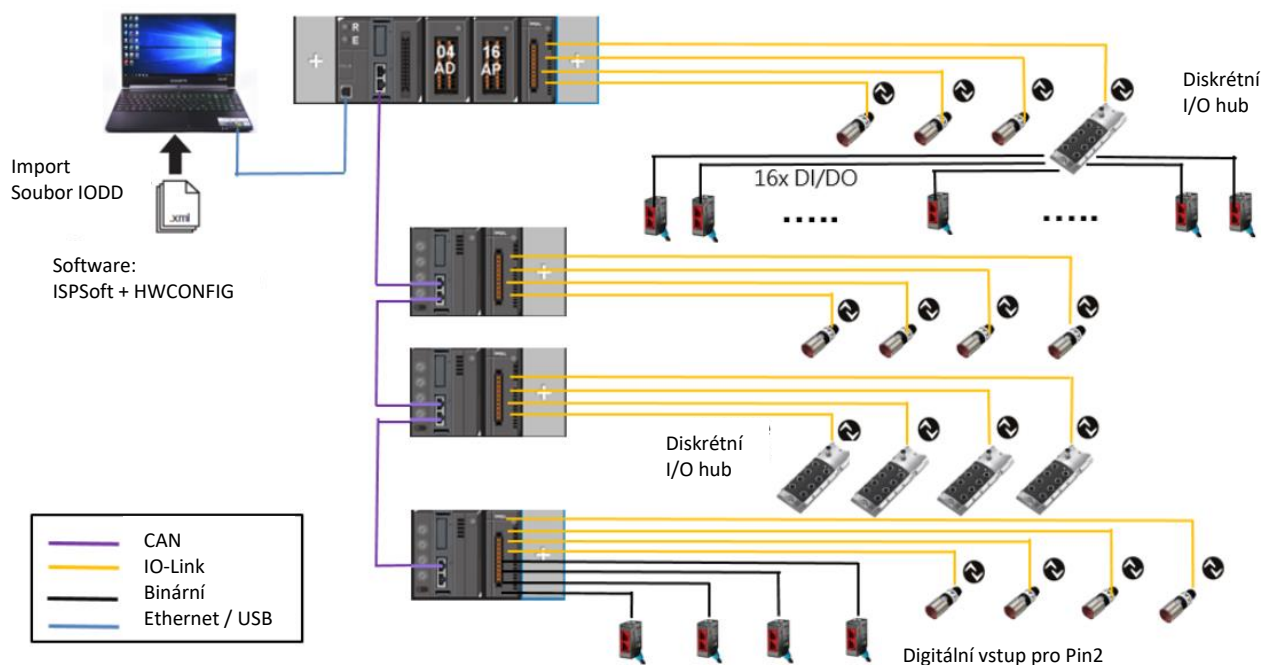 R
E
04
AD
16
AP
Diskrétní
I/O hub
16x DI/DO
.....
.....
Import
Soubor IODD
.xml
Software:
ISPSoft + HWCONFIG
Diskrétní
I/O hub
CAN
IO-Link
Binární
Ethernet / USB
Digitální vstup pro Pin2